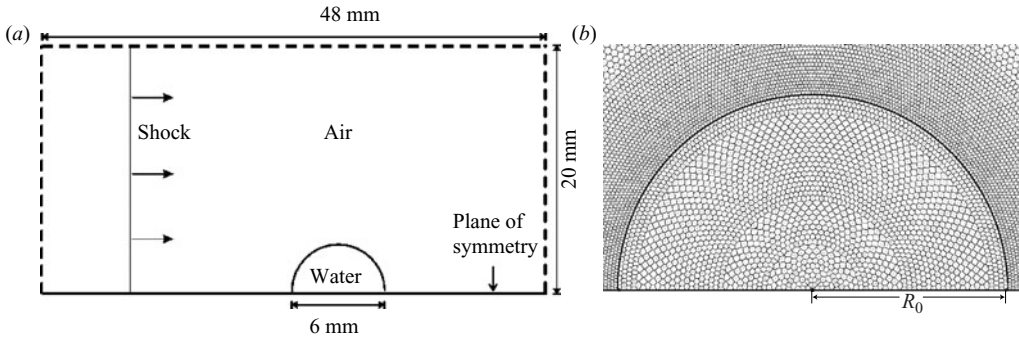 48 mm
(a)
(b)
Shock
Air
20 mm
Plane of
symmetry
Water
6 mm
R0